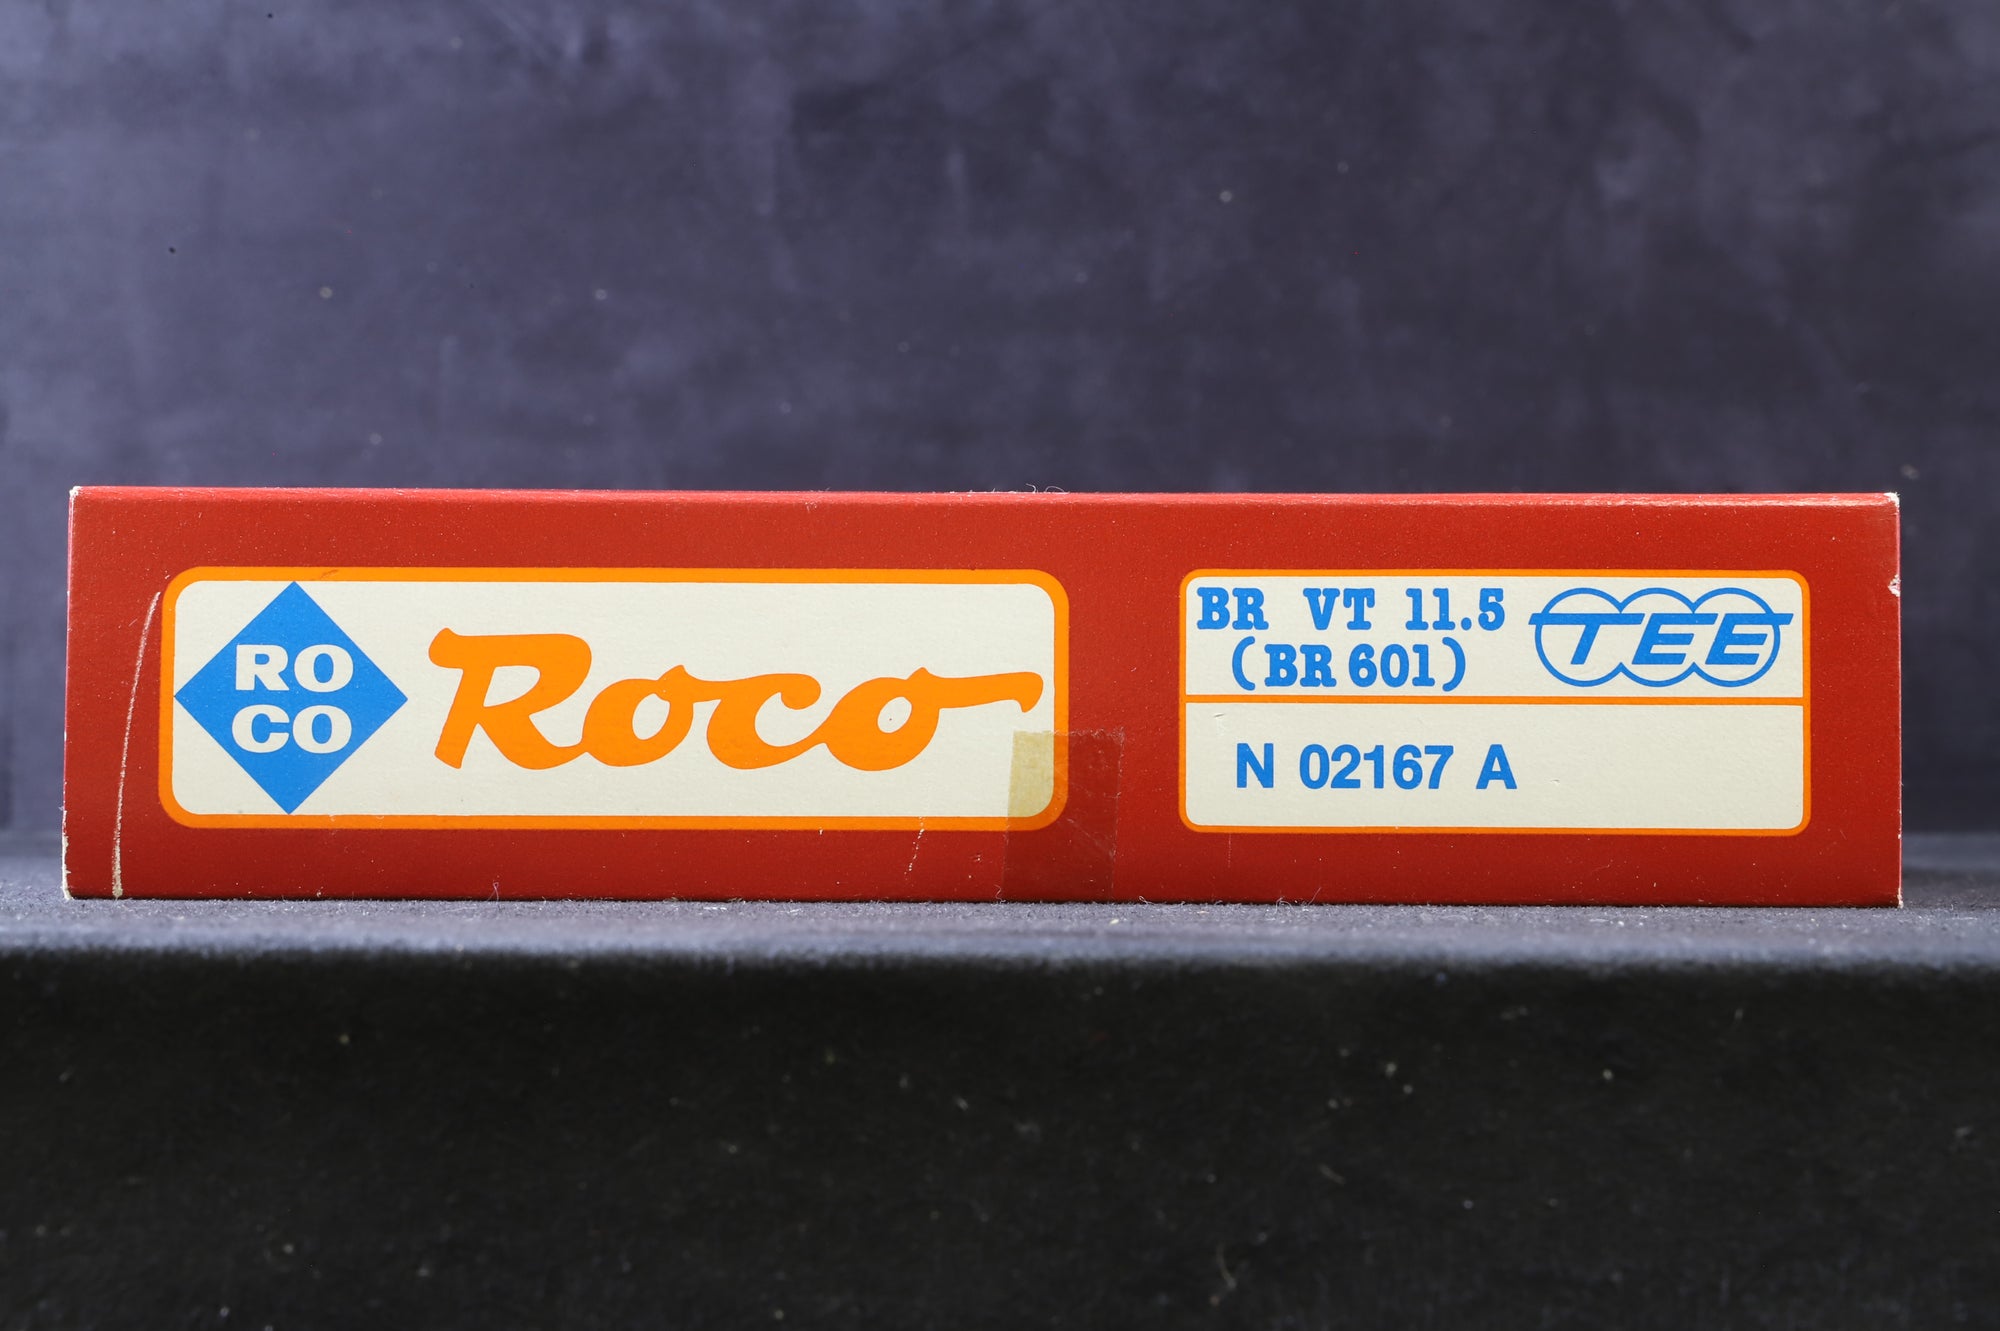 RO
CO
Roco
BR VT 11.5
(BR 601)
TEE
N 02167 A